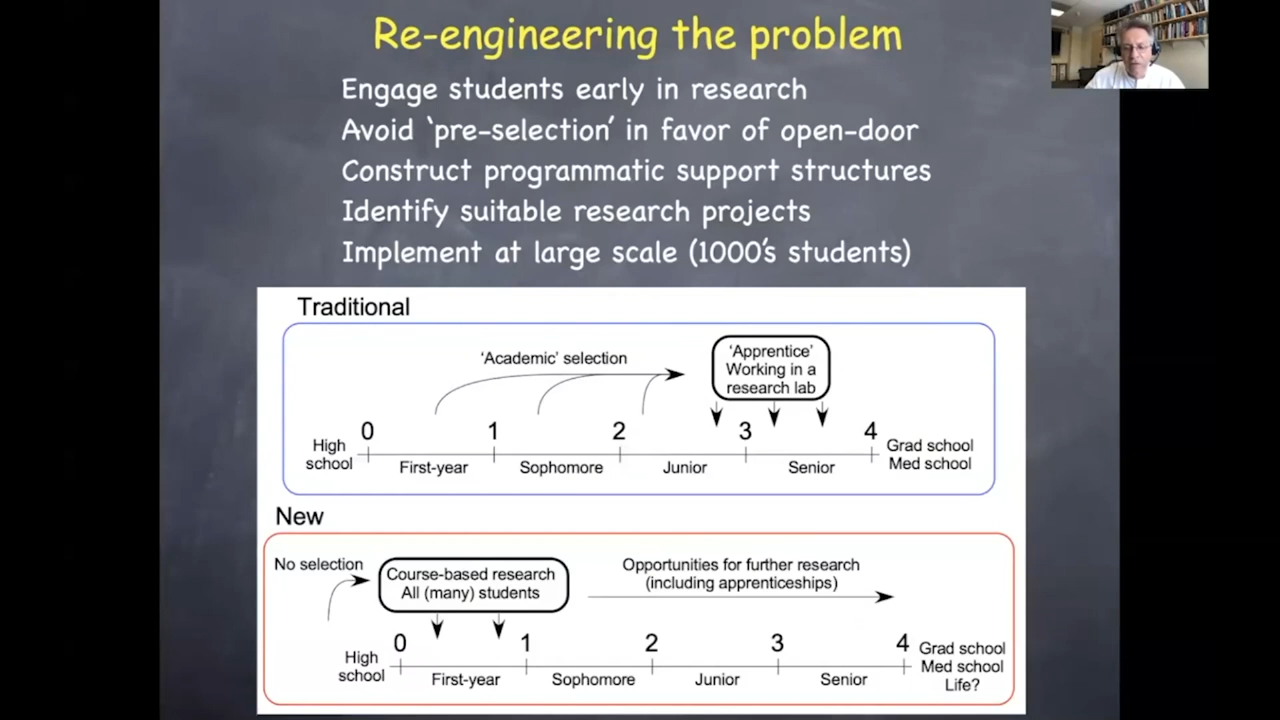 Re-engineering the problem
Engage students early in research
Avoid 'pre-selection' in favor of open-door
Construct programmatic support structures
Identify suitable research projects
Implement at large scale (1000's students)
Traditional
'Academic' selection
'Apprentice'
Working in a
research lab
0 1 2 3 4
High
school
First-year Sophomore Junior Senior
Grad school
Med school
New
No selection
Course-based research
All (many) students
Opportunities for further research
(including apprenticeships)
0 1 2 3 4
High
school
First-year Sophomore Junior Senior
Grad school
Med school
Life?